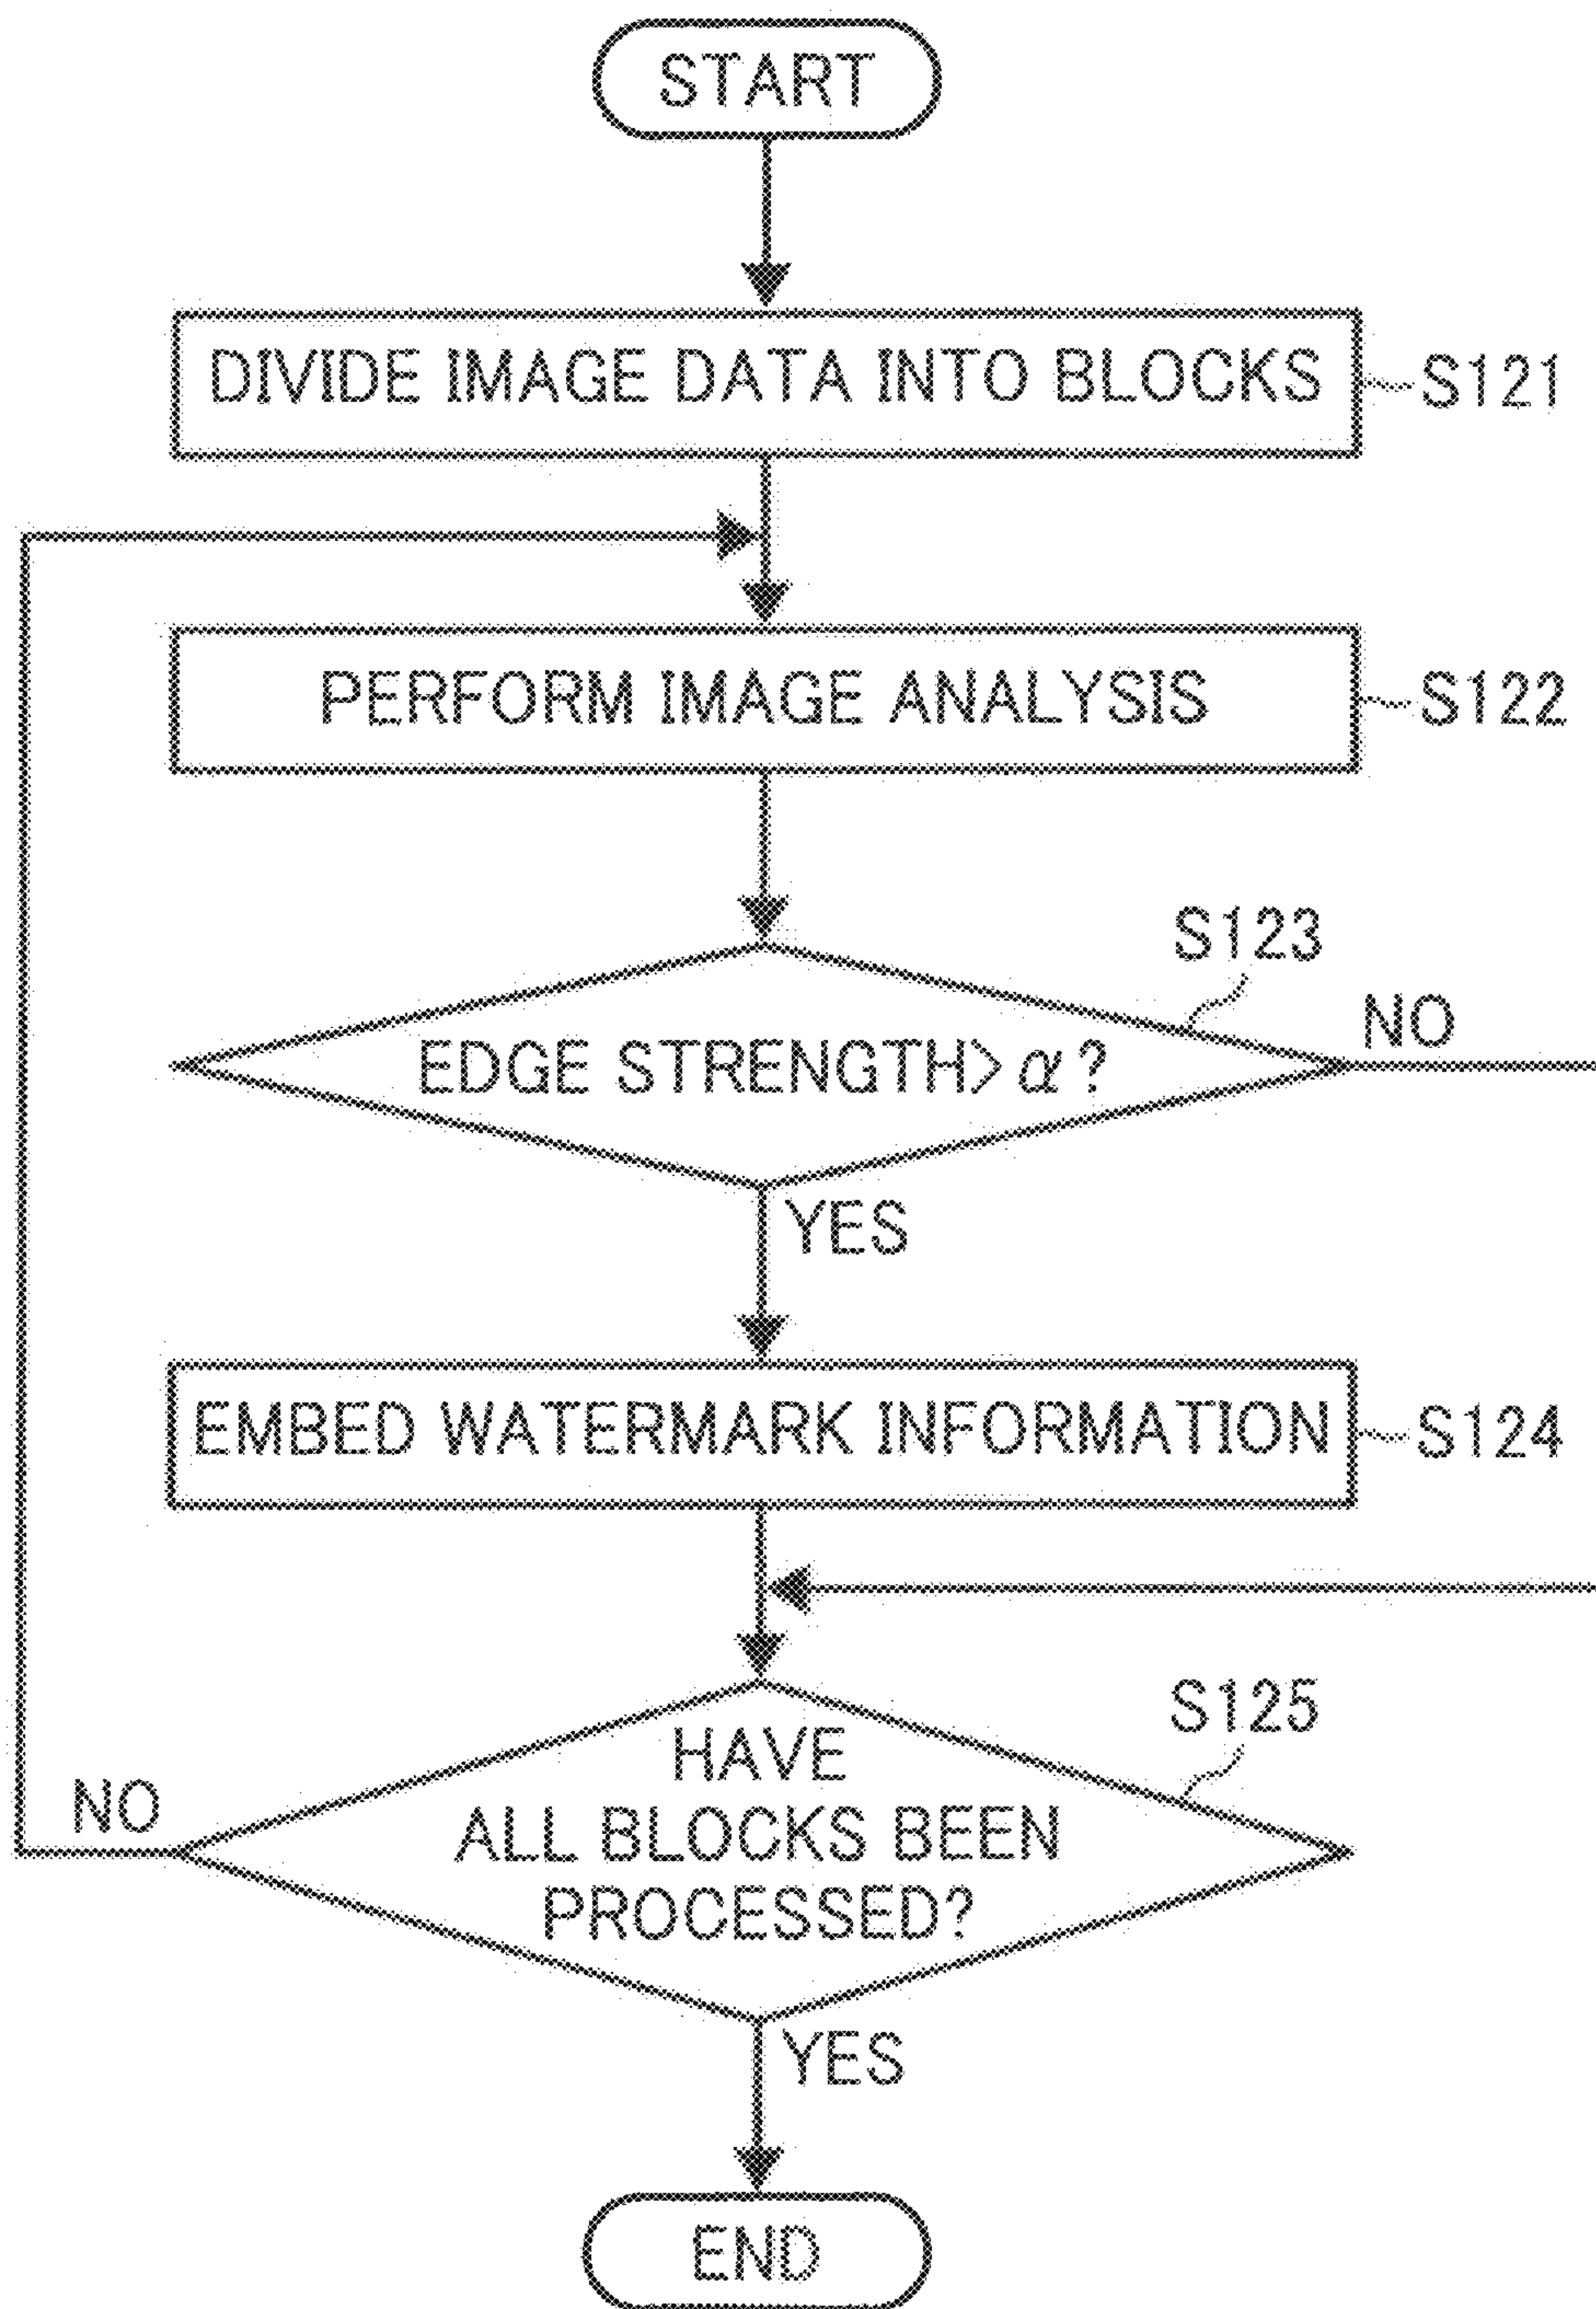 START
DIVIDE IMAGE DATA INTO BLOCKS
S121
PERFORM IMAGE ANALYSIS
S122
S123
EDGE STRENGTH> α ?
NO
YES
EMBED WATERMARK INFORMATION
S124
S125
HAVE
ALL BLOCKS BEEN
PROCESSED?
NO
YES
END